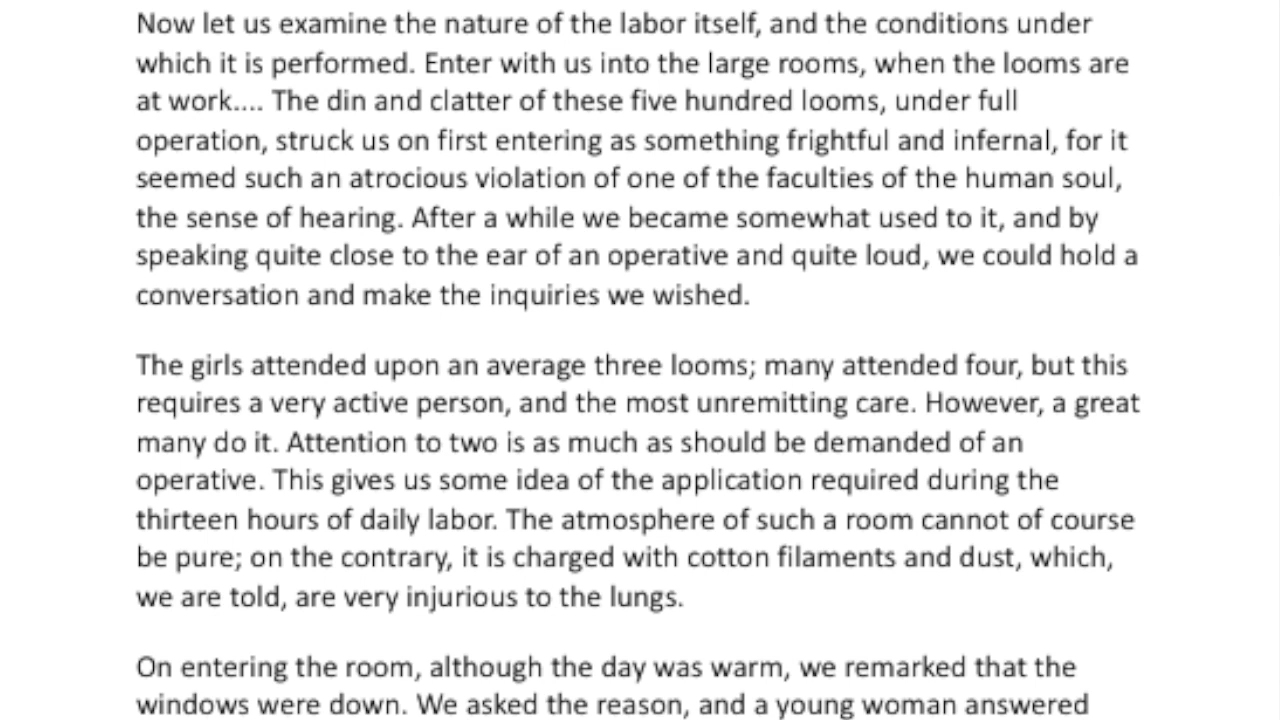 Now let us examine the nature of the labor itself, and the conditions under
which it is performed. Enter with us into the large rooms, when the looms are
at work.... The din and clatter of these five hundred looms, under full
operation, struck us on first entering as something frightful and infernal, for it
seemed such an atrocious violation of one of the faculties of the human soul,
the sense of hearing. After a while we became somewhat used to it, and by
speaking quite close to the ear of an operative and quite loud, we could hold a
conversation and make the inquiries we wished.
The girls attended upon an average three looms; many attended four, but this
requires a very active person, and the most unremitting care. However, a great
many do it. Attention to two is as much as should be demanded of an
operative. This gives us some idea of the application required during the
thirteen hours of daily labor. The atmosphere of such a room cannot of course
be pure; on the contrary, it is charged with cotton filaments and dust, which,
we are told, are very injurious to the lungs.
On entering the room, although the day was warm, we remarked that the
windows were down. We asked the reason, and a young woman answered